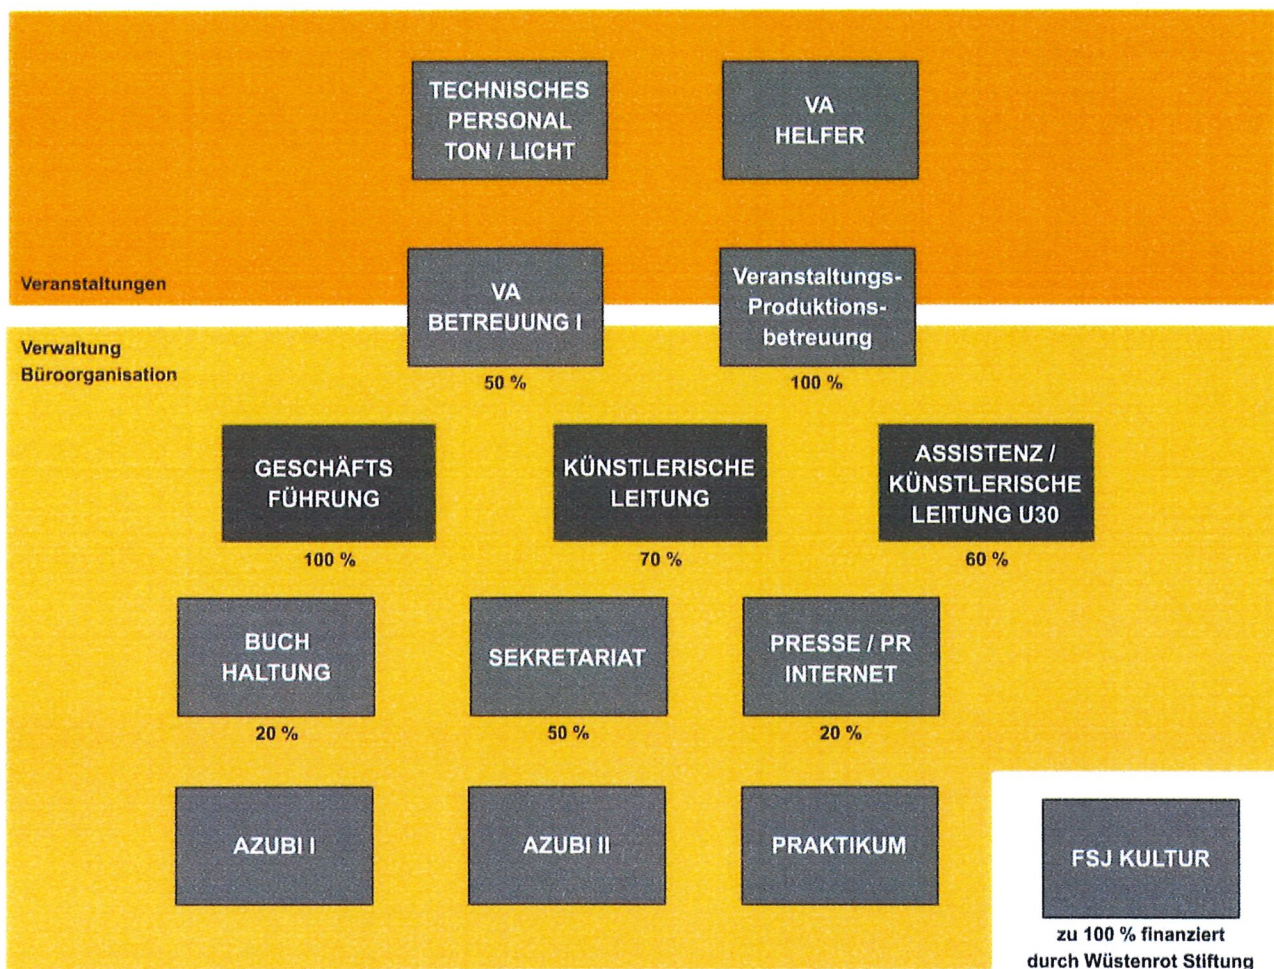 TECHNISCHES
PERSONAL
TON / LICHT
VA
HELFER
Veranstaltungen
VA
BETREUUNG I
50 %
Veranstaltungs-
Produktions-
betreuung
100 %
Verwaltung
Büroorganisation
GESCHÄFTS
FÜHRUNG
100 %
KÜNSTLERISCHE
LEITUNG
70 %
ASSISTENZ /
KÜNSTLERISCHE
LEITUNG U30
60 %
BUCH
HALTUNG
20 %
SEKRETARIAT
50 %
PRESSE / PR
INTERNET
20 %
AZUBI I
AZUBI II
PRAKTIKUM
FSJ KULTUR
zu 100 % finanziert
durch Wüstenrot Stiftung